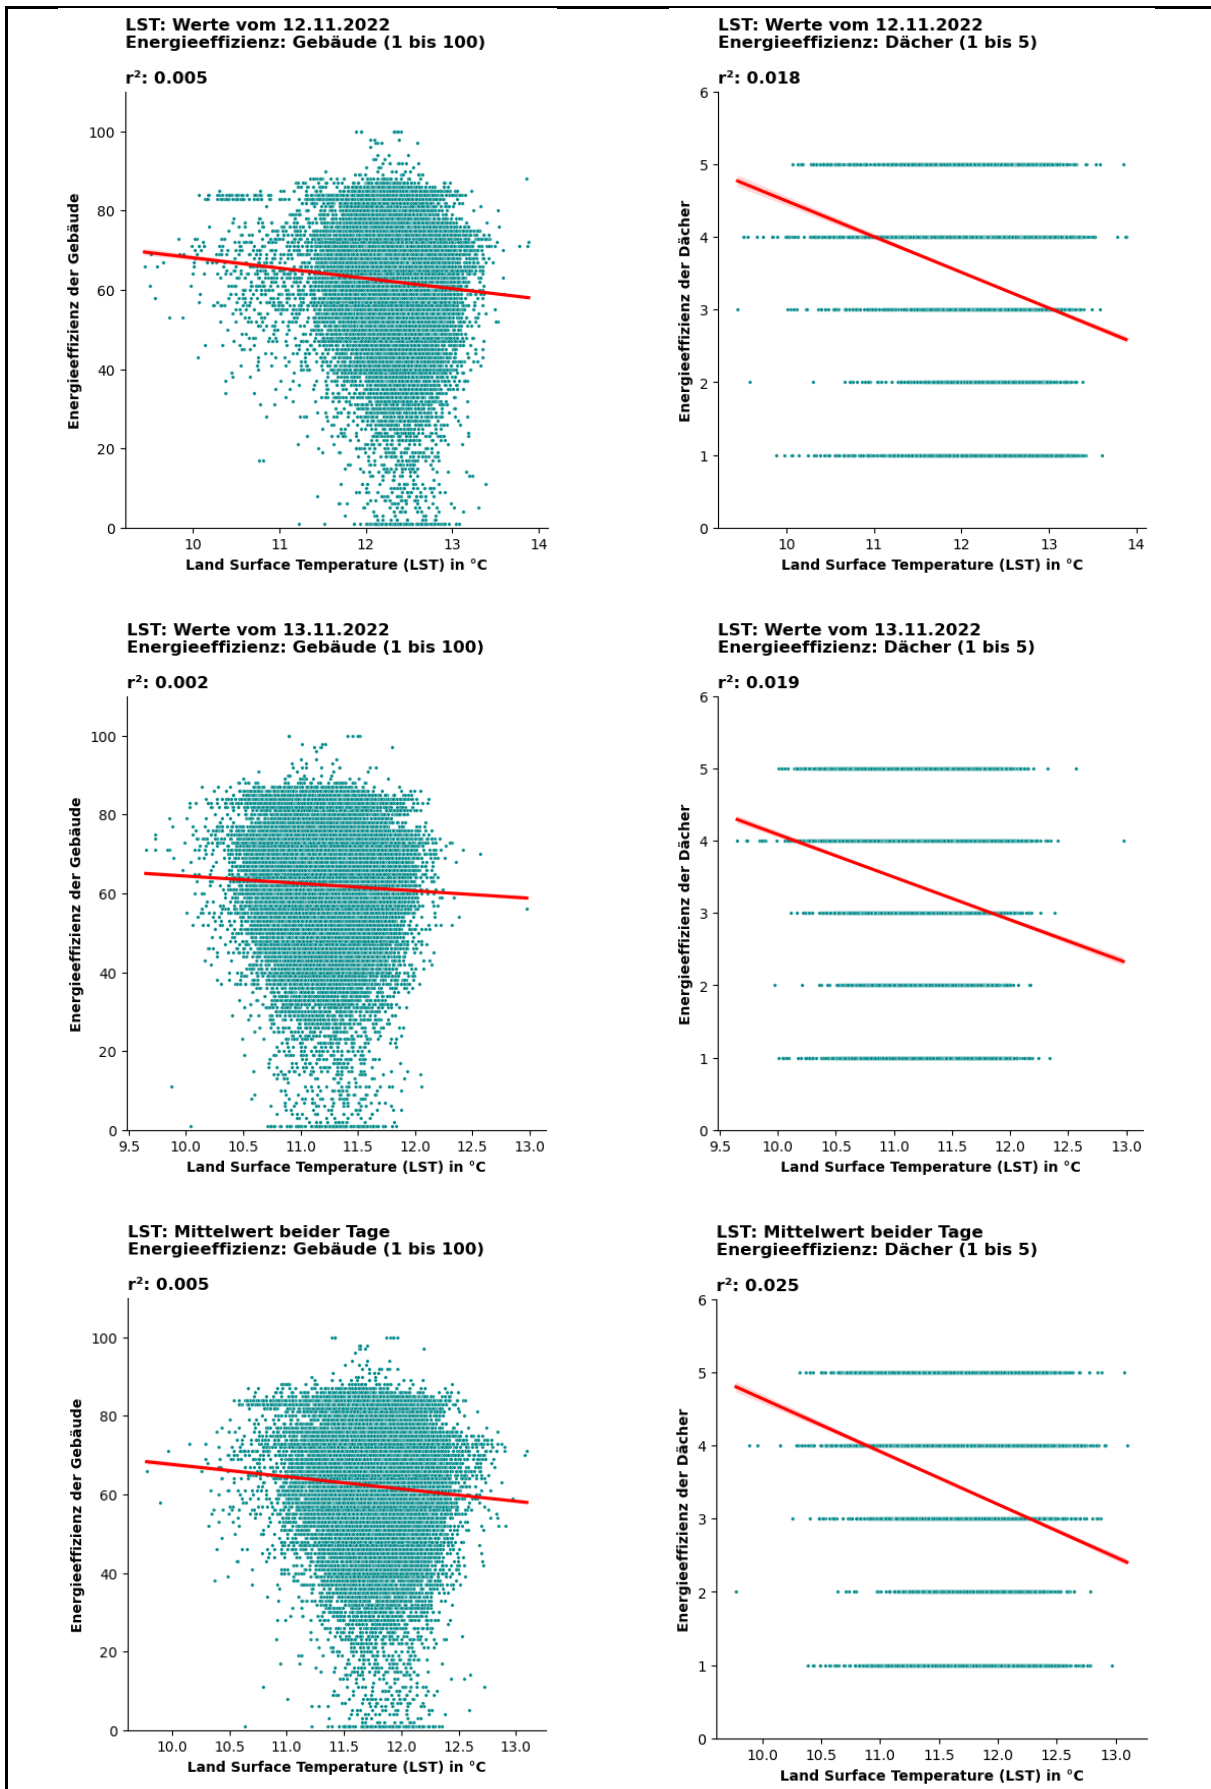 LST: Werte vom 12.11.2022
Energieeffizienz: Gebäude (1 bis 100)
r²: 0.005
100
80
60
40
20
0
Energieeffizienz der Gebäude
10 11 12 13 14
Land Surface Temperature (LST) in °C
LST: Werte vom 12.11.2022
Energieeffizienz: Dächer (1 bis 5)
r²: 0.018
6
5
4
3
2
1
0
Energieeffizienz der Dächer
10 11 12 13 14
Land Surface Temperature (LST) in °C
LST: Werte vom 13.11.2022
Energieeffizienz: Gebäude (1 bis 100)
r²: 0.002
100
80
60
40
20
0
Energieeffizienz der Gebäude
9.5 10.0 10.5 11.0 11.5 12.0 12.5 13.0
Land Surface Temperature (LST) in °C
LST: Werte vom 13.11.2022
Energieeffizienz: Dächer (1 bis 5)
r²: 0.019
6
5
4
3
2
1
0
Energieeffizienz der Dächer
9.5 10.0 10.5 11.0 11.5 12.0 12.5 13.0
Land Surface Temperature (LST) in °C
LST: Mittelwert beider Tage
Energieeffizienz: Gebäude (1 bis 100)
r²: 0.005
100
80
60
40
20
0
Energieeffizienz der Gebäude
10.0 10.5 11.0 11.5 12.0 12.5 13.0
Land Surface Temperature (LST) in °C
LST: Mittelwert beider Tage
Energieeffizienz: Dächer (1 bis 5)
r²: 0.025
6
5
4
3
2
1
0
Energieeffizienz der Dächer
10.0 10.5 11.0 11.5 12.0 12.5 13.0
Land Surface Temperature (LST) in °C